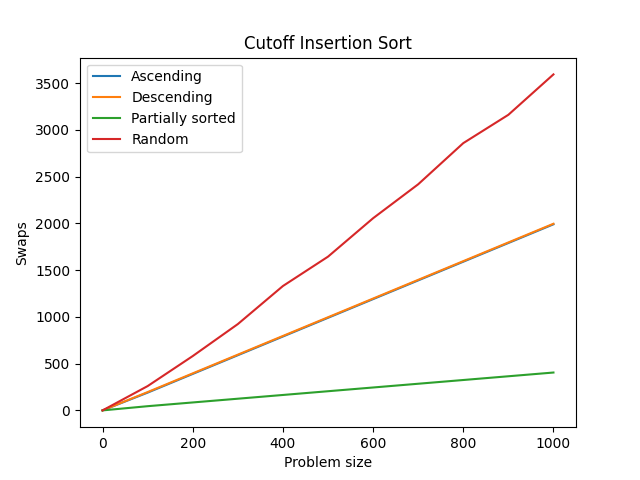 Cutoff Insertion Sort
Ascending
Descending
Partially sorted
Random
Swaps
3500
3000
2500
2000
1500
1000
500
0
0 200 400 600 800 1000
Problem size